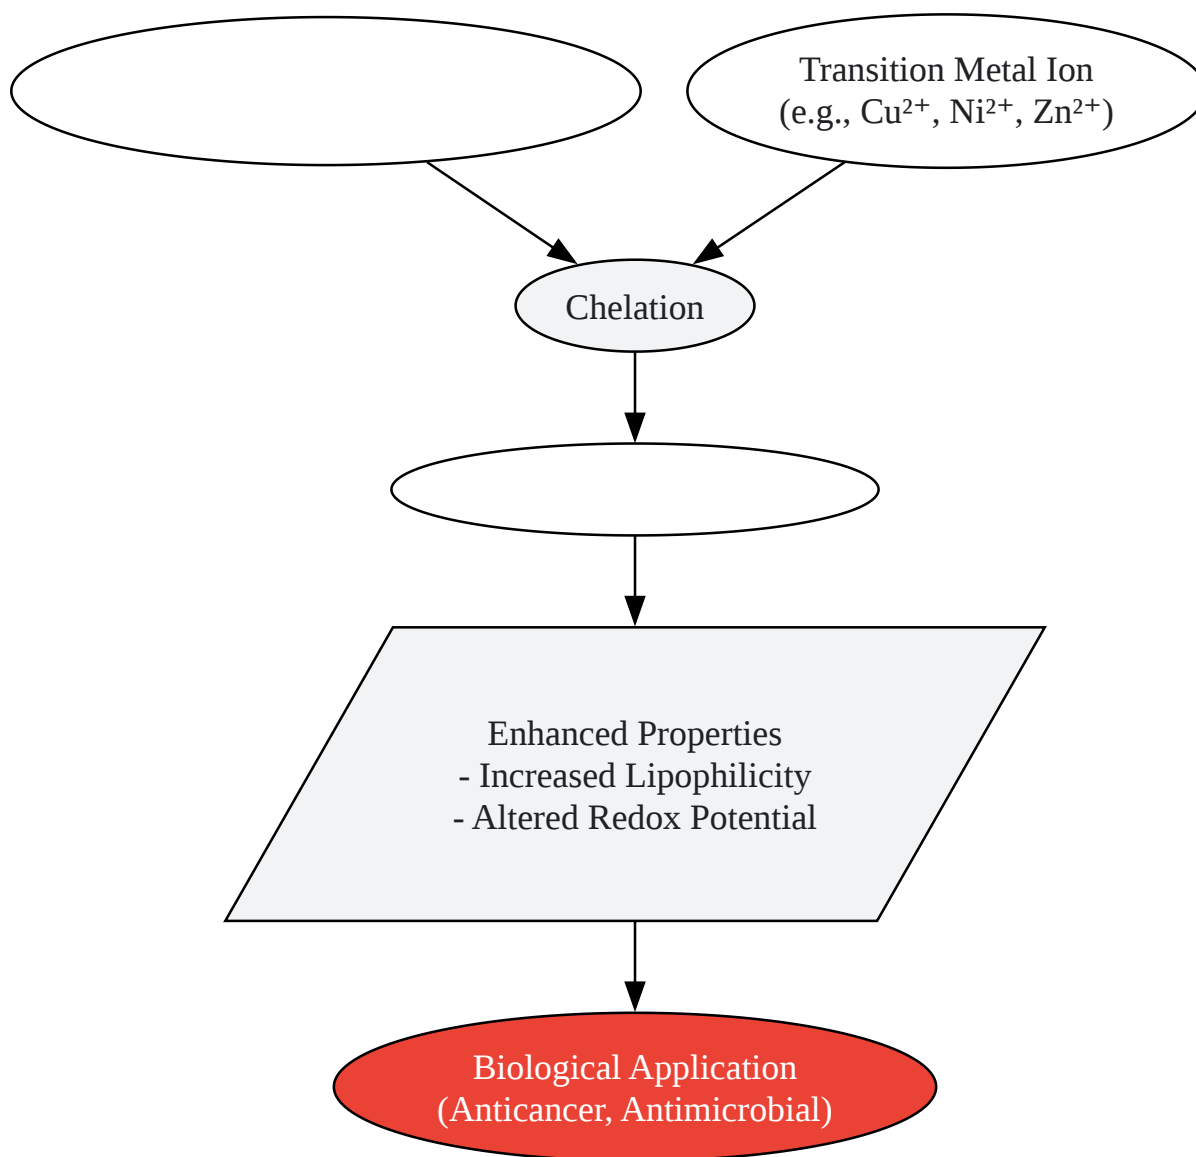 Transition Metal Ion
(e.g., Cu²⁺, Ni²⁺, Zn²⁺)
Chelation
Enhanced Properties
- Increased Lipophilicity
- Altered Redox Potential
Biological Application
(Anticancer, Antimicrobial)